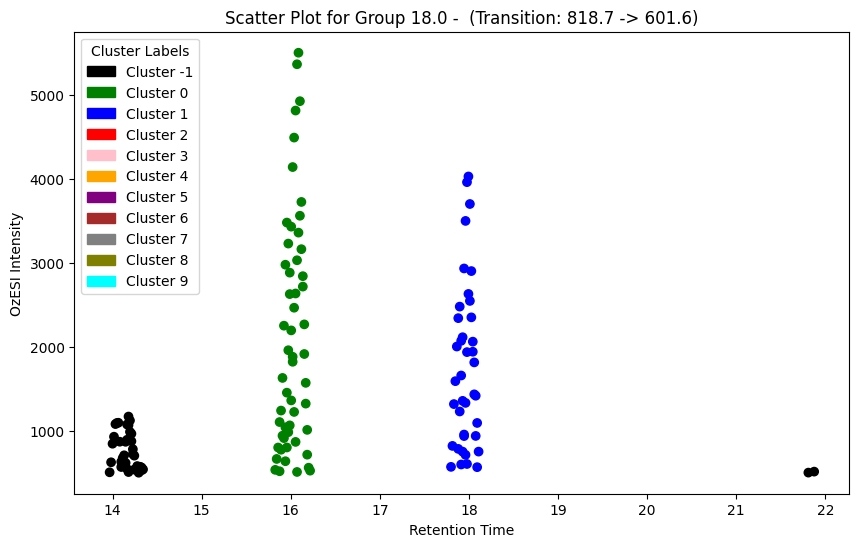 Scatter Plot for Group 18.0 -  (Transition: 818.7 -> 601.6)
Cluster Labels
Cluster -1
Cluster 0
Cluster 1
Cluster 2
Cluster 3
Cluster 4
Cluster 5
Cluster 6
Cluster 7
Cluster 8
Cluster 9
OzESI Intensity
5000
4000
3000
2000
1000
14 15 16 17 18 19 20 21 22
Retention Time